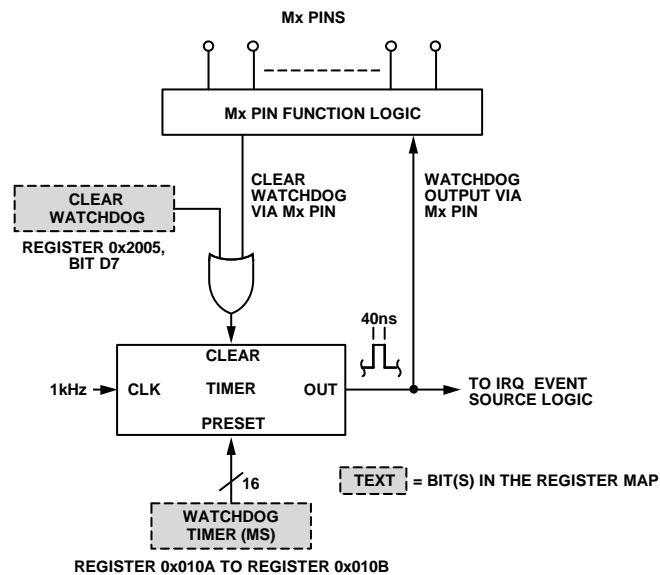 Mx PINS
Mx PIN FUNCTION LOGIC
CLEAR
WATCHDOG
VIA Mx PIN
WATCHDOG
OUTPUT VIA
Mx PIN
CLEAR
WATCHDOG
REGISTER 0x2005,
BIT D7
40ns
CLEAR
1kHz
CLK
TIMER
OUT
PRESET
TO IRQ EVENT
SOURCE LOGIC
16
TEXT = BIT(S) IN THE REGISTER MAP
WATCHDOG
TIMER (MS)
REGISTER 0x010A TO REGISTER 0x010B